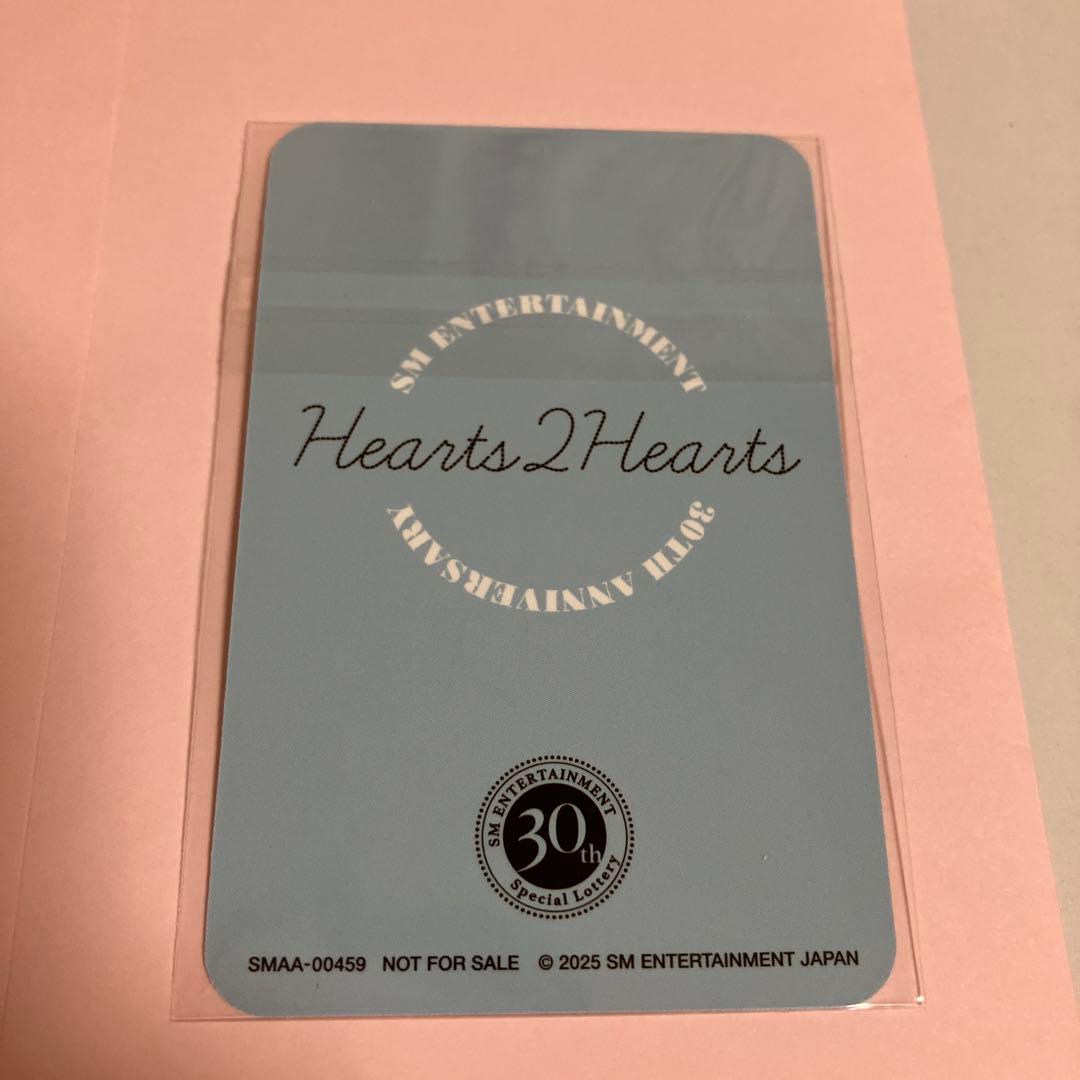 SM ENTERTAINMENT
Hearts2Hearts
30TH ANNIVERSARY
SM ENTERTAINMENT
30th
Special Lottery
SMAA-00459 NOT FOR SALE © 2025 SM ENTERTAINMENT JAPAN